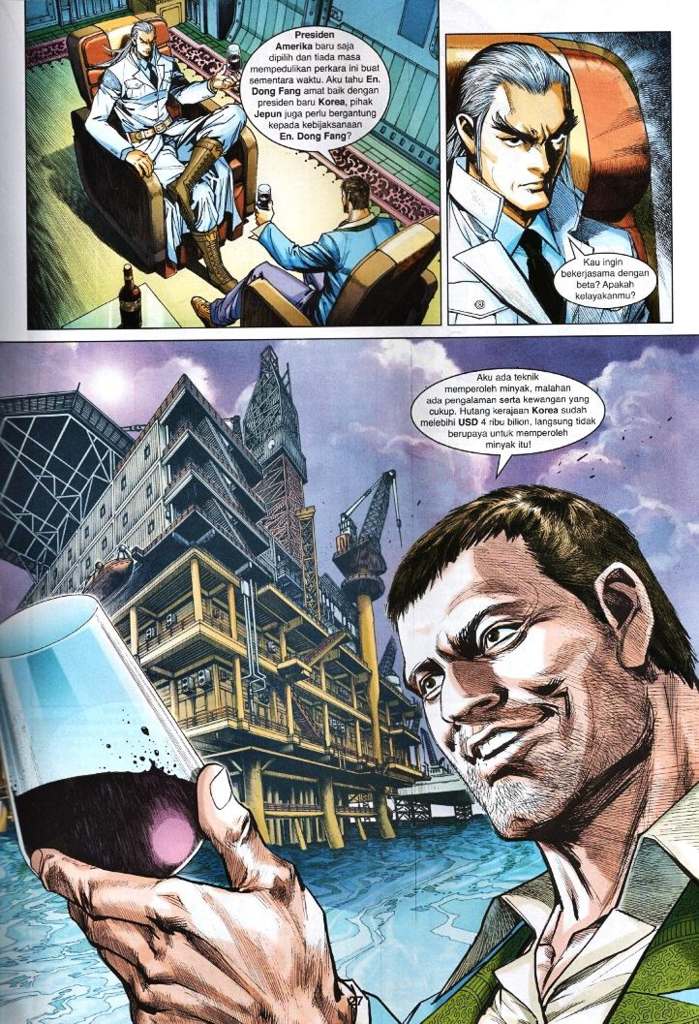 Presiden
Amerika baru saja
dipilih dan tiada masa
mempedulikan perkara ini buat
sementara waktu. Aku tahu En.
Dong Fang amat baik dengan
presiden baru Korea, pihak
Jepun juga perlu bergantung
kepada kebijaksanaan
En. Dong Fang?
Kau ingin
bekerjasama dengan
beta? Apakah
kelayakanmu?
Aku ada teknik
memperoleh minyak, malahan
ada pengalaman serta kewangan yang
cukup. Hutang kerajaan Korea sudah
melebihi USD 4 ribu bilion, langsung tidak
berupaya untuk memperoleh
minyak itu!
27